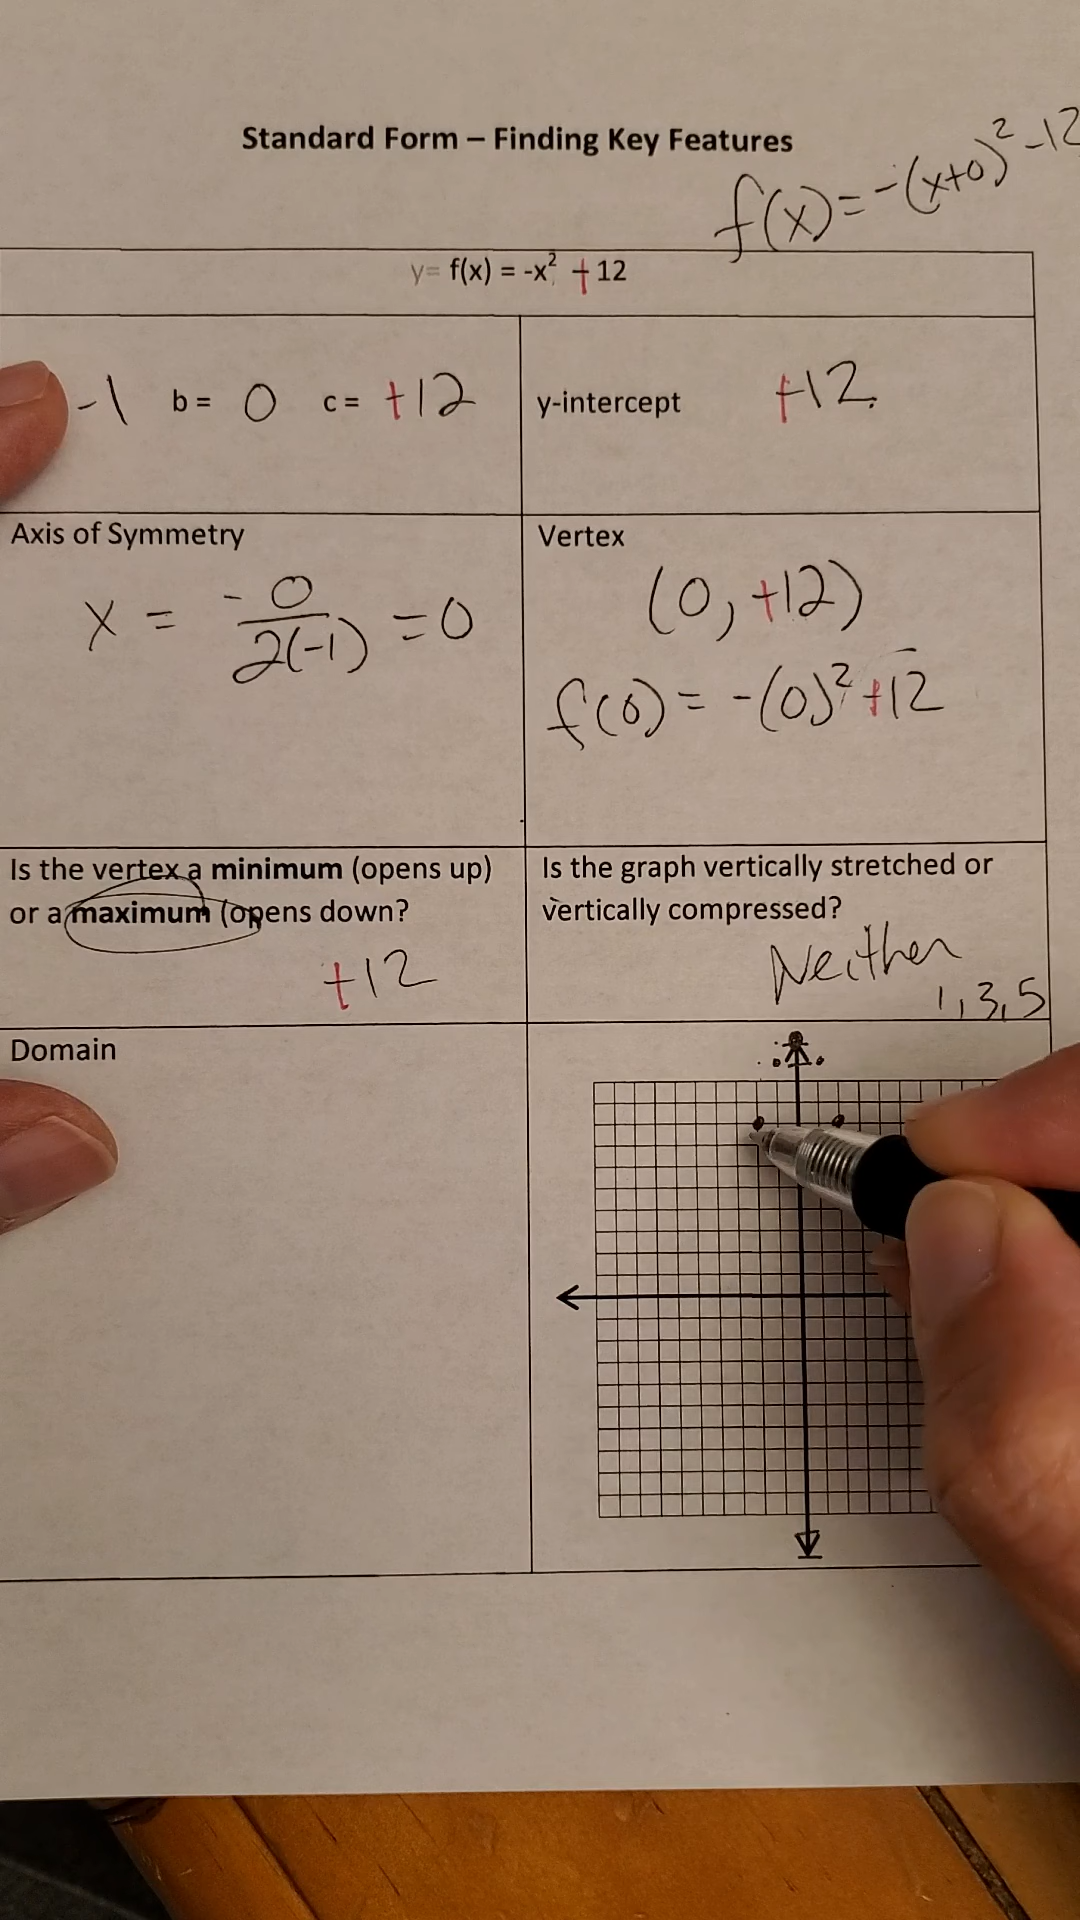 Standard Form – Finding Key Features
f(x) = -(x+0)² -12
y= f(x) = -x² +12
-1 b = 0 c = +12
y-intercept +12
Axis of Symmetry
x = -0/2(-1) = 0
Vertex
(0, +12)
f(0) = -(0)² +12
Is the vertex a minimum (opens up)
or a maximum (opens down?
+12
Is the graph vertically stretched or
vertically compressed?
Neither
1, 3, 5
Domain